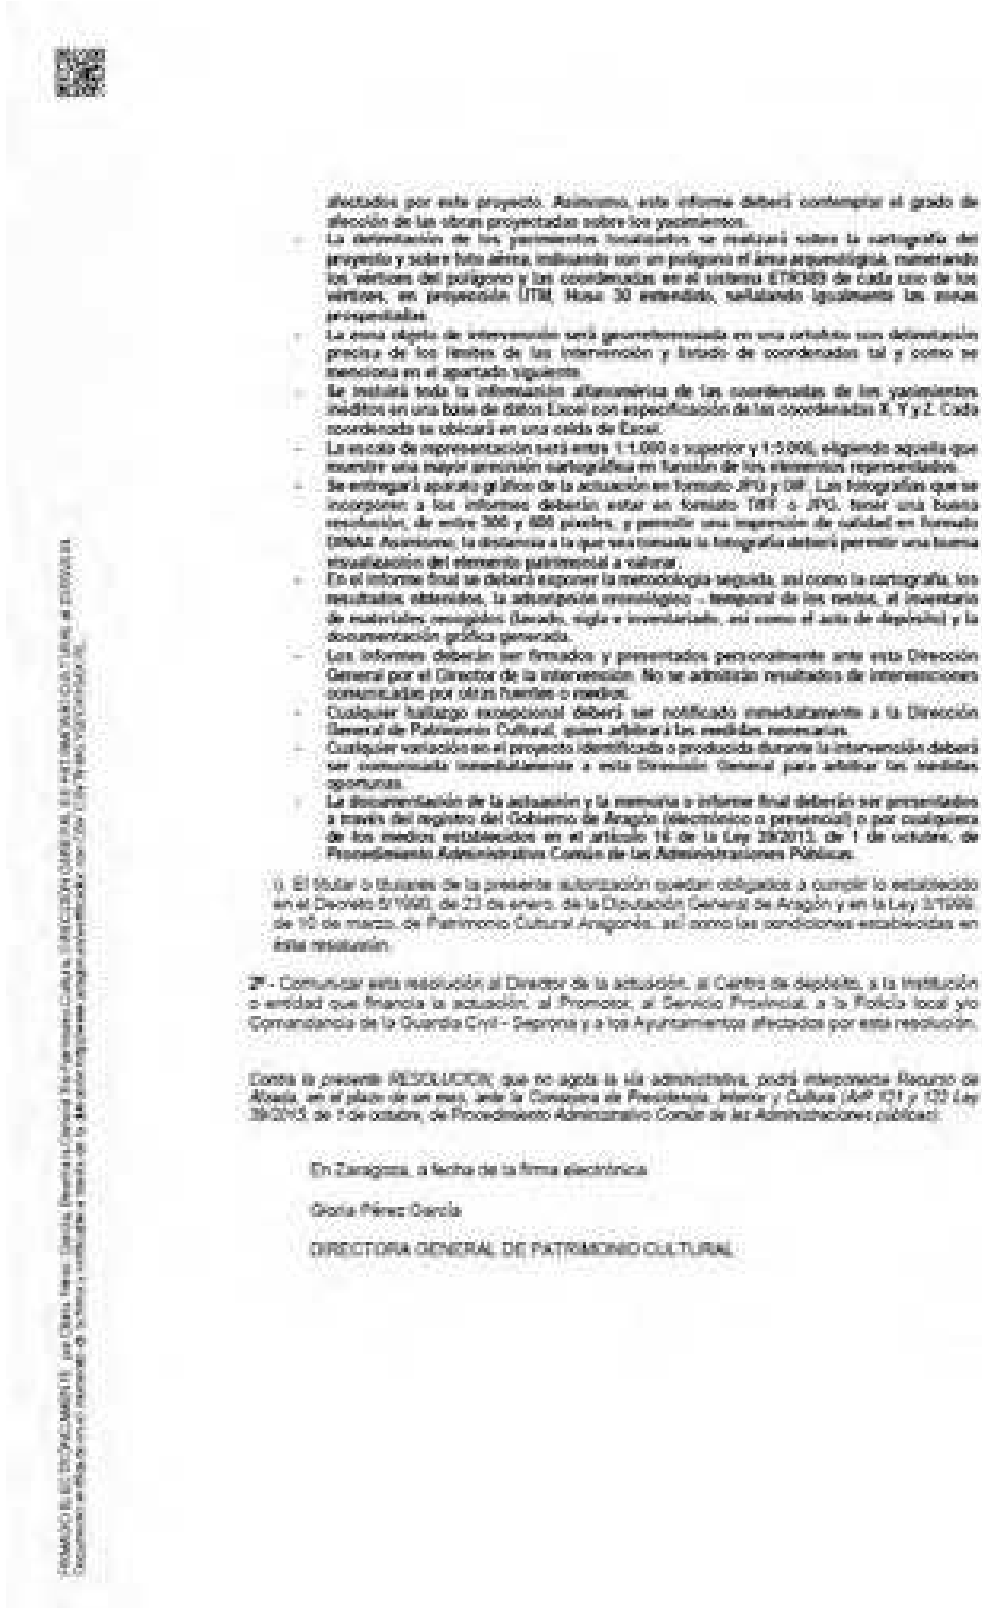 afectados por este proyecto. Asimismo, este informe deberá contemplar el grado de
afección de las obras proyectadas sobre los yacimientos.
- La delimitación de los yacimientos localizados se realizará sobre la cartografía del
proyecto y sobre foto aérea, indicando con un polígono el área arqueológica, numerando
los vértices del polígono y las coordenadas en el sistema ETRS89 de cada uno de los
vértices, en proyección UTM, Huso 30 extendido, señalando igualmente las zonas
prospectadas.
- La zona objeto de intervención será georreferenciada en una ortofoto con delimitación
precisa de los límites de las intervención y listado de coordenadas tal y como se
menciona en el apartado siguiente.
- Se incluirá toda la información alfanumérica de las coordenadas de los yacimientos
inéditos en una base de datos Excel con especificación de las coordenadas X, Y y Z. Cada
coordenada se ubicará en una celda de Excel.
- La escala de representación será entre 1:1.000 o superior y 1:5.000, eligiendo aquella que
muestre una mayor precisión cartográfica en función de los elementos representados.
- Se entregará aparato gráfico de la actuación en formato JPG y Las fotografías que se
incorporen a los informes deberán estar en formato TIFF o JPG, tener una buena
resolución, de entre 300 y 600 píxeles, y permitir una impresión de calidad en formato
DINA4. Asimismo, la distancia a la que sea tomada la fotografía deberá permitir una buena
visualización del elemento patrimonial a valorar.
- En el informe final se deberá exponer la metodología seguida, así como la cartografía, los
resultados obtenidos, la adscripción cronológico - temporal de los restos, el inventario
de materiales recogidos (lavado, sigla e inventariado, así como el acta de depósito) y la
documentación gráfica generada.
- Los informes deberán ser firmados y presentados personalmente ante esta Dirección
General por el Director de la intervención. No se admitirán resultados de intervenciones
comunicadas por otras fuentes o medios.
- Cualquier hallazgo excepcional deberá ser notificado inmediatamente a la Dirección
General de Patrimonio Cultural, quien arbitrará las medidas necesarias.
- Cualquier variación en el proyecto identificada o producida durante la intervención deberá
ser comunicada inmediatamente a esta Dirección General para arbitrar las medidas
oportunas.
- La documentación de la actuación y la memoria o informe final deberán ser presentados
a través del registro del Gobierno de Aragón (electrónico o presencial) o por cualquiera
de los medios establecidos en el artículo 16 de la Ley 39/2015, de 1 de octubre, de
Procedimiento Administrativo Común de las Administraciones Públicas.
El titular o titulares de la presente autorización quedan obligados a cumplir lo establecido
en el Decreto 6/1990, de 23 de enero, de la Diputación General de Aragón y en la Ley 3/1999,
de 10 de marzo, de Patrimonio Cultural Aragonés, así como las condiciones establecidas en
esta resolución.
2º - Comunicar esta resolución al Director de la actuación, al Centro de depósito, a la Institución
o entidad que financia la actuación, al Promotor, al Servicio Provincial, a la Policía local y/o
Comandancia de la Guardia Civil - Seprona y a los Ayuntamientos afectados por esta resolución.
Contra la presente RESOLUCIÓN, que no agota la vía administrativa, podrá interponerse Recurso de
Alzada, en el plazo de un mes, ante la Consejera de Presidencia, Interior y Cultura (Artº 121 y 122 Ley
39/2015, de 1 de octubre, de Procedimiento Administrativo Común de las Administraciones públicas).
En Zaragoza, a fecha de la firma electrónica
Gloria Pérez García
DIRECTORA GENERAL DE PATRIMONIO CULTURAL
FIRMADO ELECTRÓNICAMENTE por Gloria Pérez García, Directora General de Patrimonio Cultural, DIRECCIÓN GENERAL DE PATRIMONIO CULTURAL el